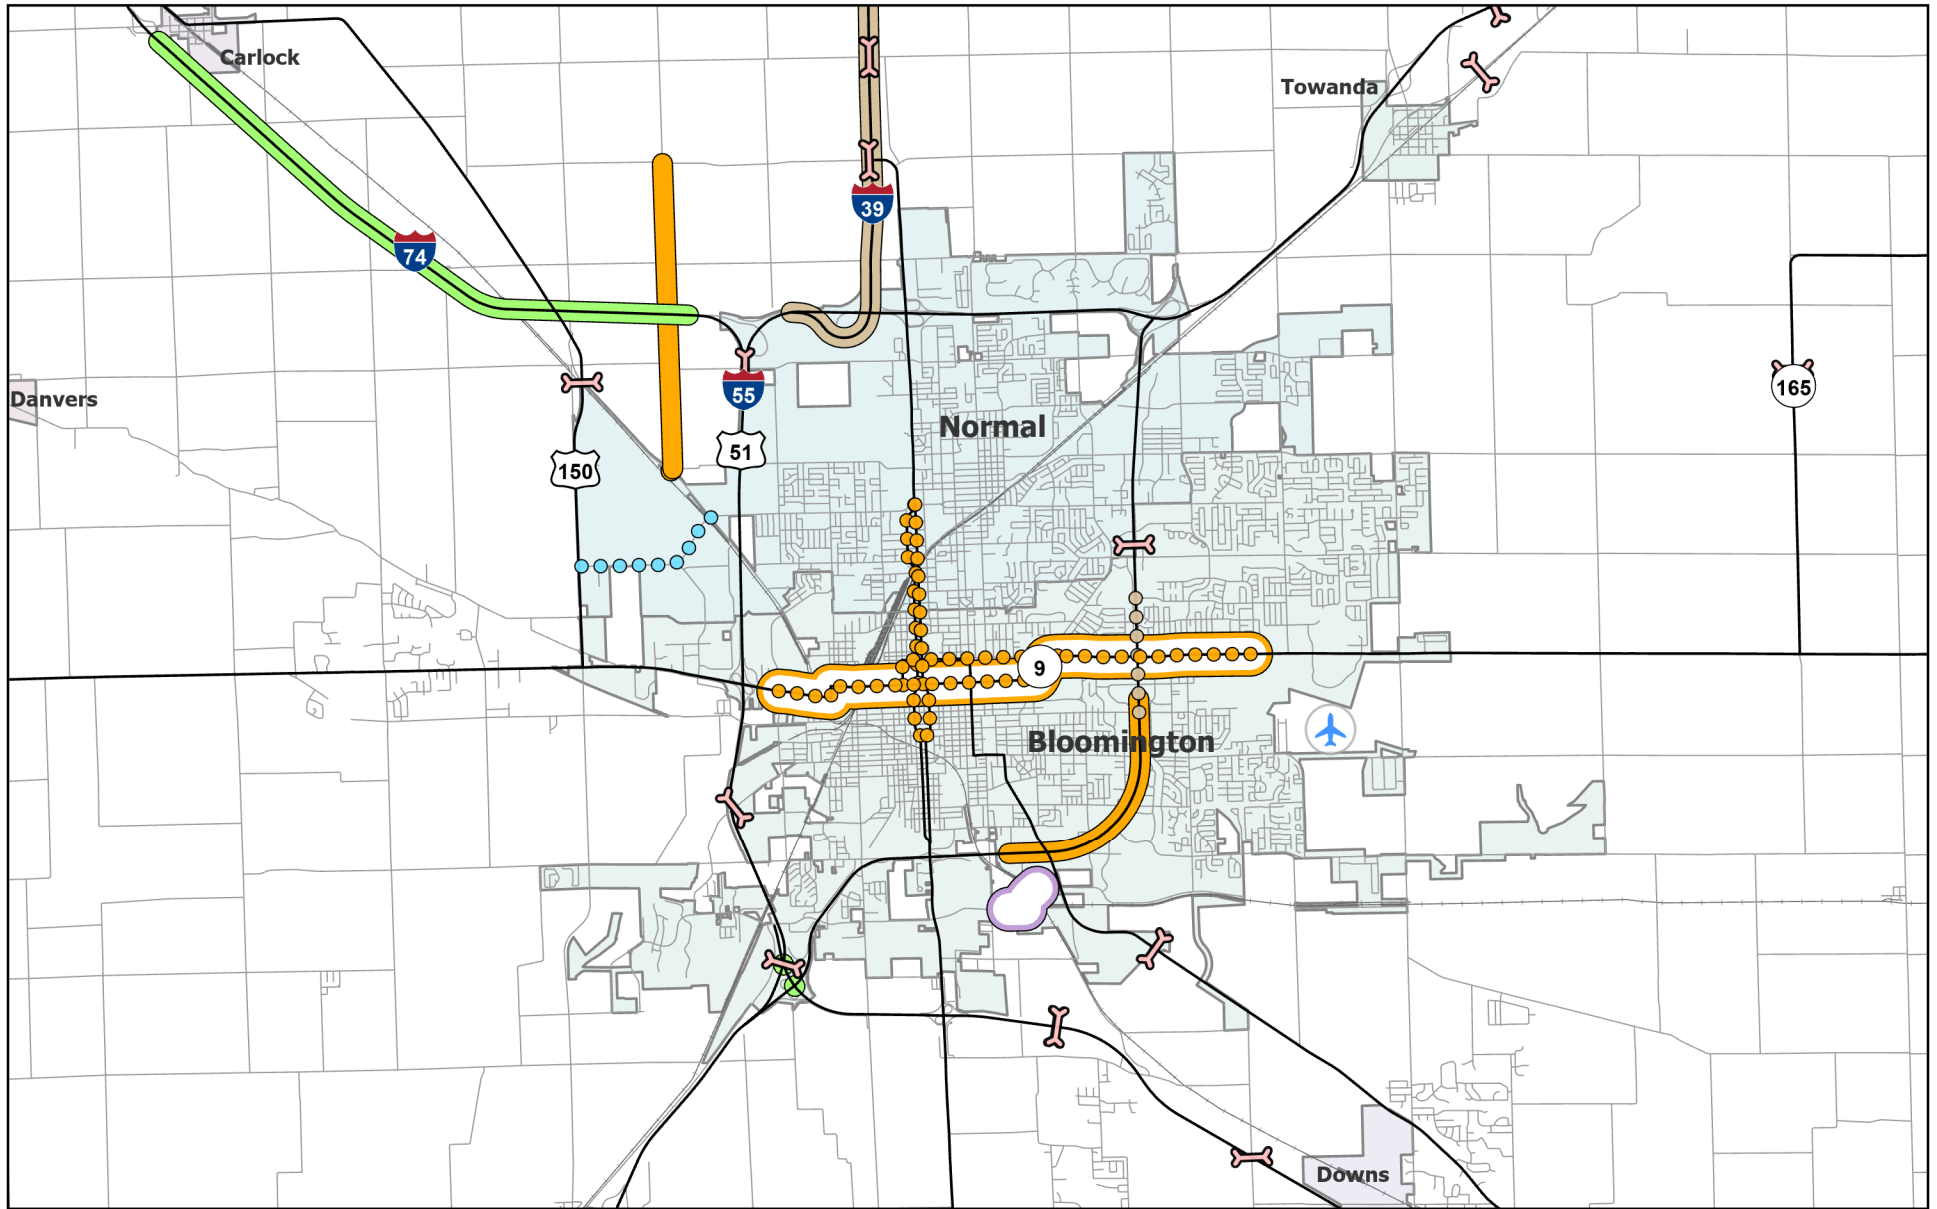 Carlock
Towanda
39
74
165
Danvers
55
Normal
51
150
9
Bloomington
Downs